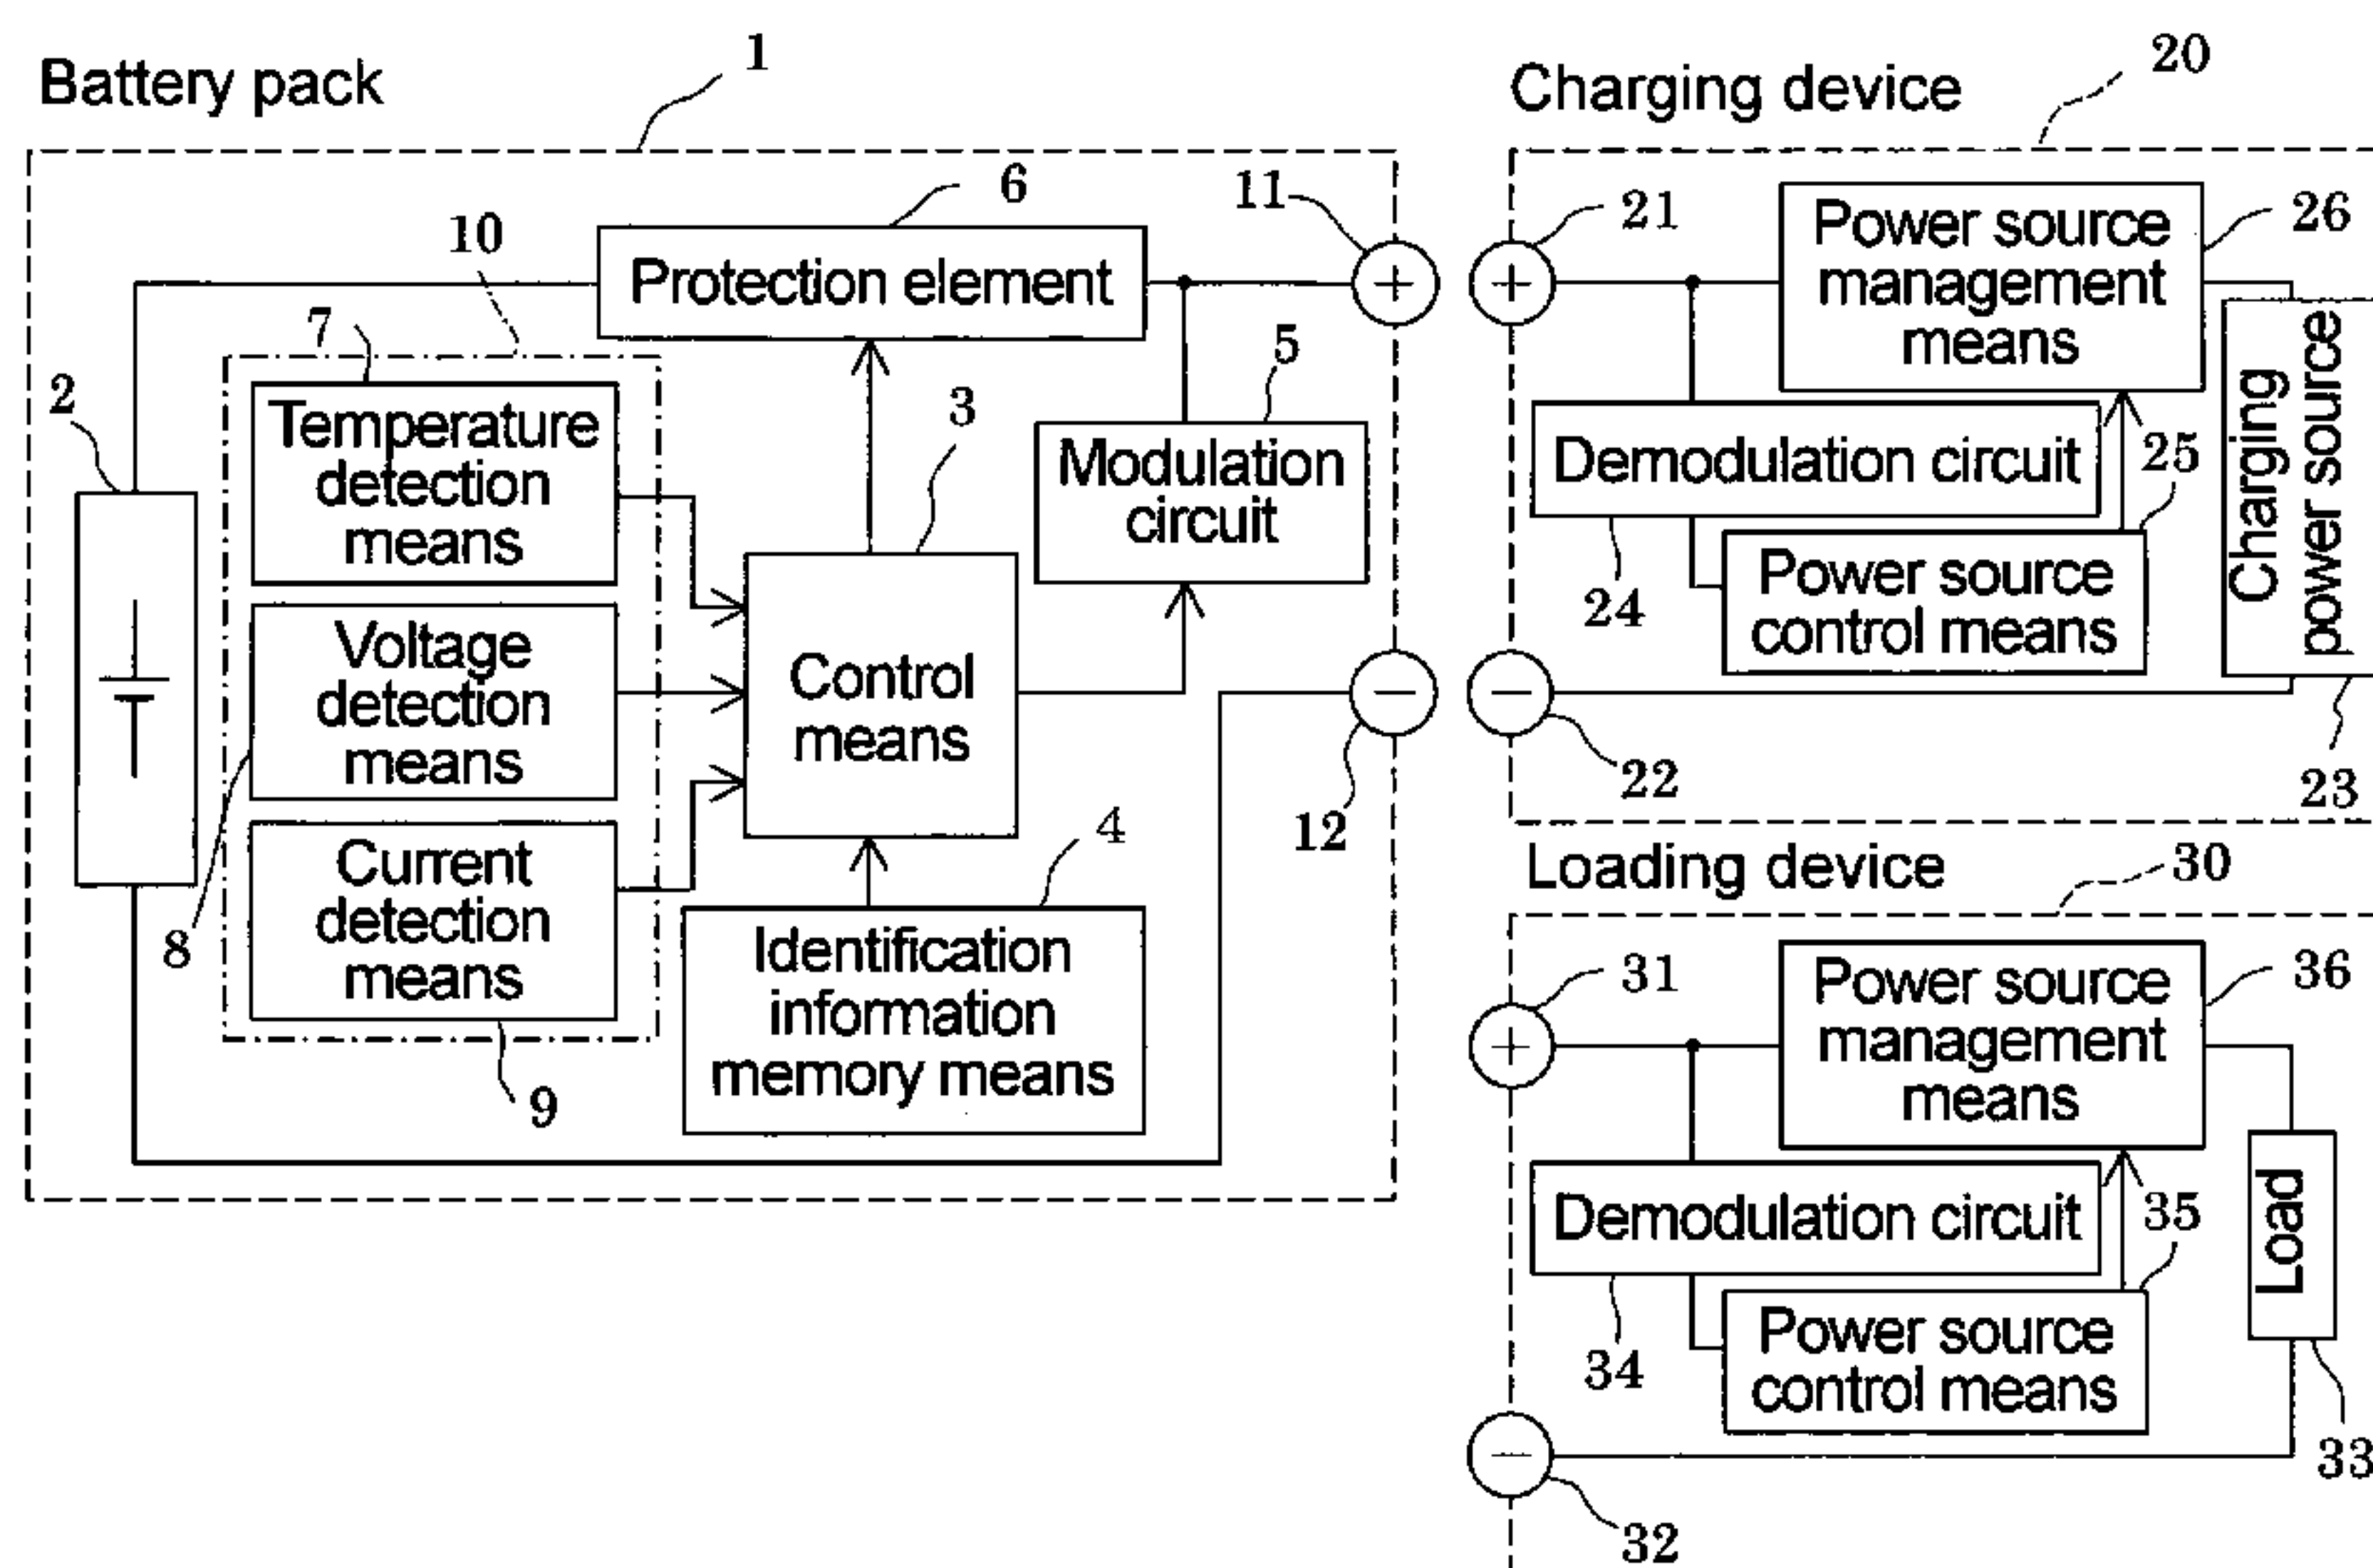 Battery pack
1
6
11
10
Protection element
7
5
2
3
Temperature
detection
means
Modulation
circuit
Voltage
detection
means
Control
means
12
4
Current
detection
means
8
Identification
information
memory means
9
Charging device
20
21
Power source
management
means
26
Demodulation circuit
25
Charging
power source
24
Power source
control means
22
23
Loading device
30
31
Power source
management
means
36
Demodulation circuit
35
Load
34
Power source
control means
33
32